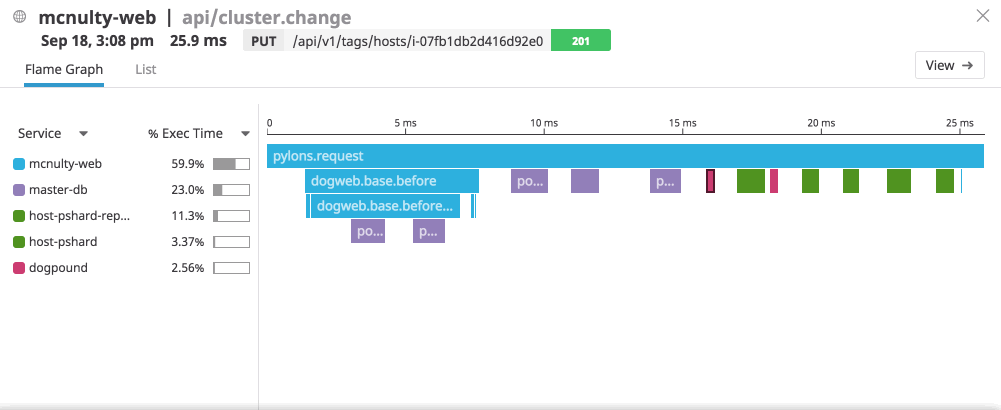 mcnulty-web | api/cluster.change
Sep 18, 3:08 pm 25.9 ms PUT /api/v1/tags/hosts/i-07fb1db2d416d92e0 201
Flame Graph List View →
Service % Exec Time
mcnulty-web 59.9%
master-db 23.0%
host-pshard-rep... 11.3%
host-pshard 3.37%
dogpound 2.56%
0 5 ms 10 ms 15 ms 20 ms 25 ms
pylons.request
dogweb.base.before po... p...
dogweb.base.before...
po... p...